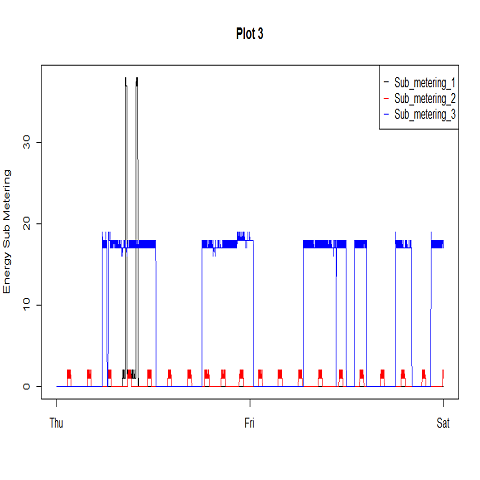 Plot 3
Sub_metering_1
Sub_metering_2
Sub_metering_3
Energy Sub Metering
30
20
10
0
Thu
Fri
Sat